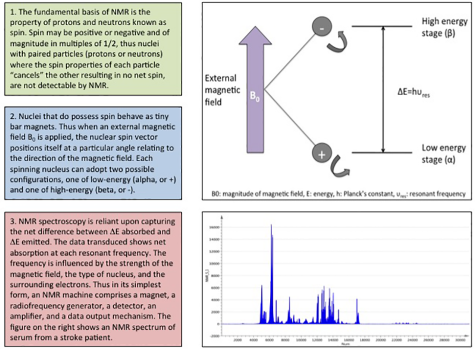 1. The fundamental basis of NMR is the
property of protons and neutrons known as
spin. Spin may be positive or negative and of
magnitude in multiples of 1/2, thus nuclei
with paired particles (protons or neutrons)
where the spin properties of each particle
"cancels" the other resulting in no net spin,
are not detectable by NMR.
2. Nuclei that do possess spin behave as tiny
bar magnets. Thus when an external magnetic
field B0 is applied, the nuclear spin vector
positions itself at a particular angle relating to
the direction of the magnetic field. Each
spinning nucleus can adopt two possible
configurations, one of low-energy (alpha, or +)
and one of high-energy (beta, or -).
3. NMR spectroscopy is reliant upon capturing
the net difference between ΔE absorbed and
ΔE emitted. The data transduced shows net
absorption at each resonant frequency. The
frequency is influenced by the strength of the
magnetic field, the type of nucleus, and the
surrounding electrons. Thus in its simplest
form, an NMR machine comprises a magnet, a
radiofrequency generator, a detector, an
amplifier, and a data output mechanism. The
figure on the right shows an NMR spectrum of
serum from a stroke patient.
External
magnetic
field
B0
-
+
High energy
stage (β)
ΔE=hυres
Low energy
stage (α)
B0: magnitude of magnetic field, E: energy, h: Planck's constant, υres: resonant frequency